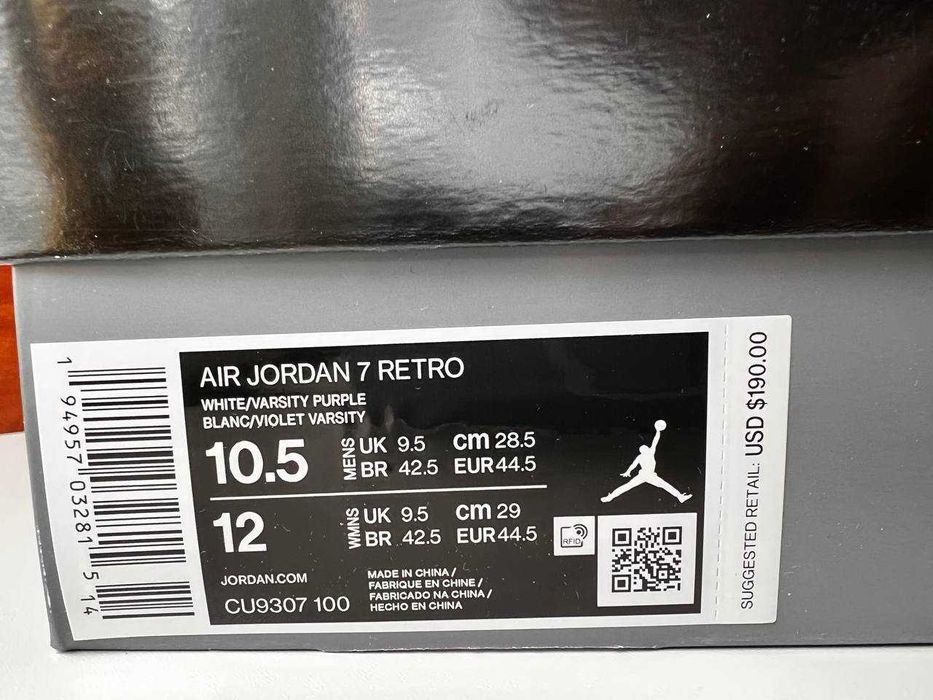 AIR JORDAN 7 RETRO
WHITE/VARSITY PURPLE
BLANC/VIOLET VARSITY
10.5 MENS UK 9.5 cm 28.5
BR 42.5 EUR 44.5
12 WMNS UK 9.5 cm 29
BR 42.5 EUR 44.5
RFID
JORDAN.COM
CU9307 100
MADE IN CHINA /
FABRIQUE EN CHINE /
FABRICADO NA CHINA /
HECHO EN CHINA
1 94957 03281 5 14
SUGGESTED RETAIL: USD $190.00